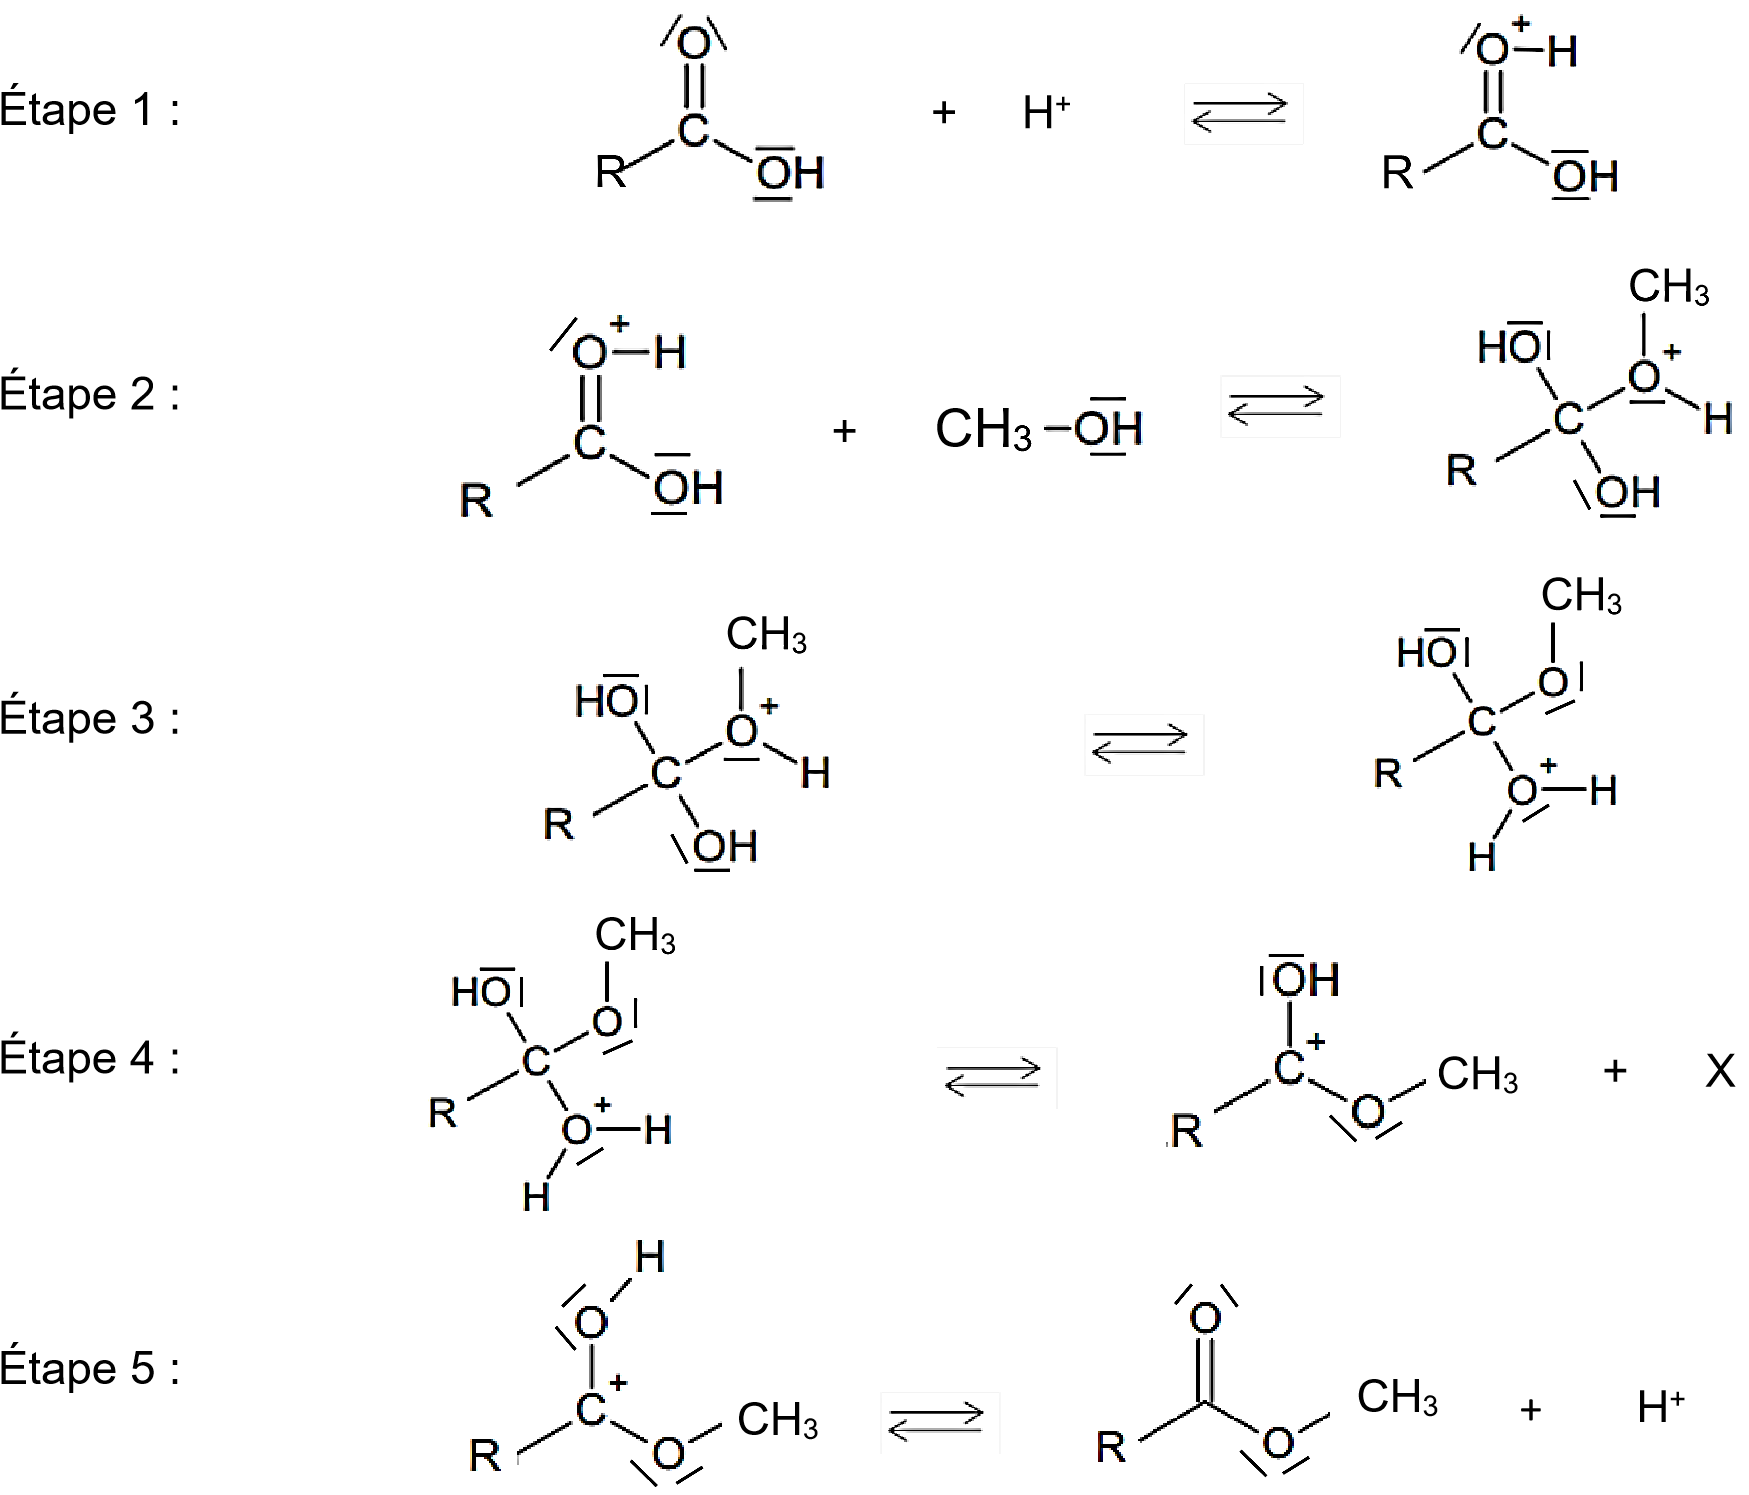 Étape 1 :
O
C
R
OH
+
H+
O+–H
C
R
OH
Étape 2 :
O+–H
C
R
OH
+
CH3–OH
CH3
HO
O+
H
C
R
OH
Étape 3 :
CH3
HO
O+
H
C
R
OH
CH3
HO
O
C
R
O+–H
H
Étape 4 :
CH3
HO
O
C
R
O+–H
H
OH
C+
R
O
CH3
+
X
Étape 5 :
H
O
C+
R
O
CH3
O
R
O
CH3
+
H+